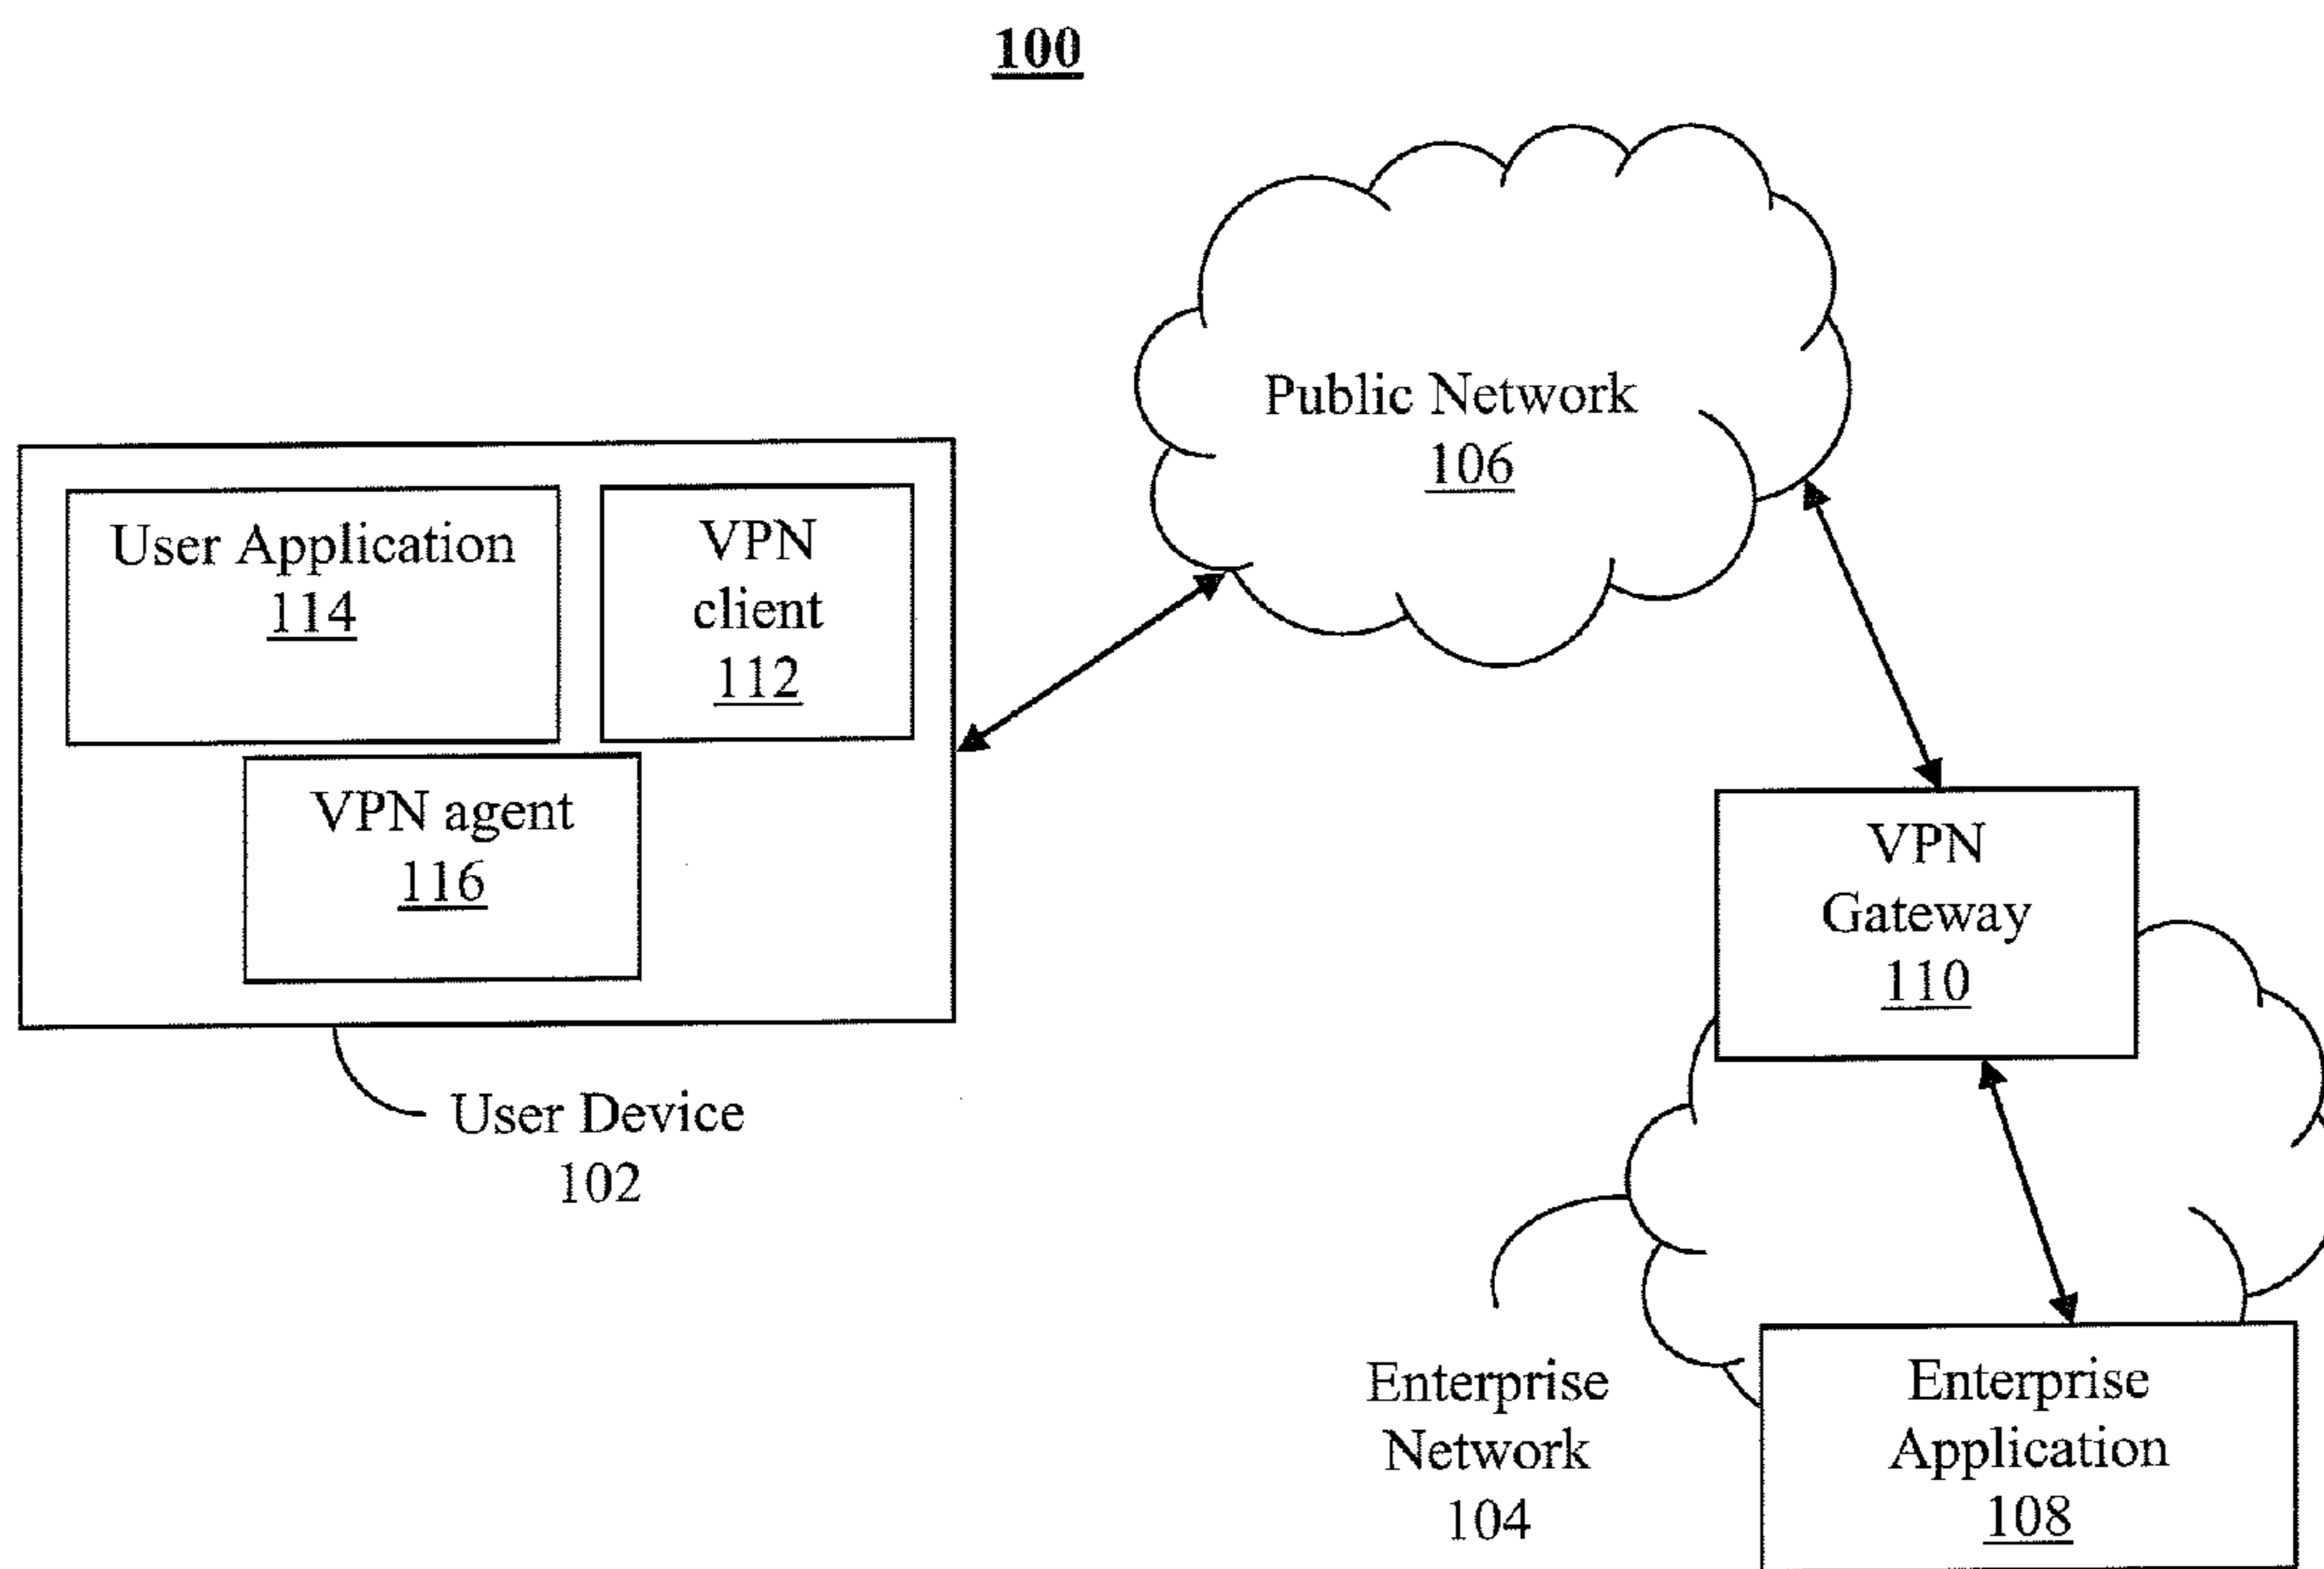 100
Public Network
106
User Application
114
VPN
client
112
VPN agent
116
User Device
102
VPN
Gateway
110
Enterprise
Network
104
Enterprise
Application
108